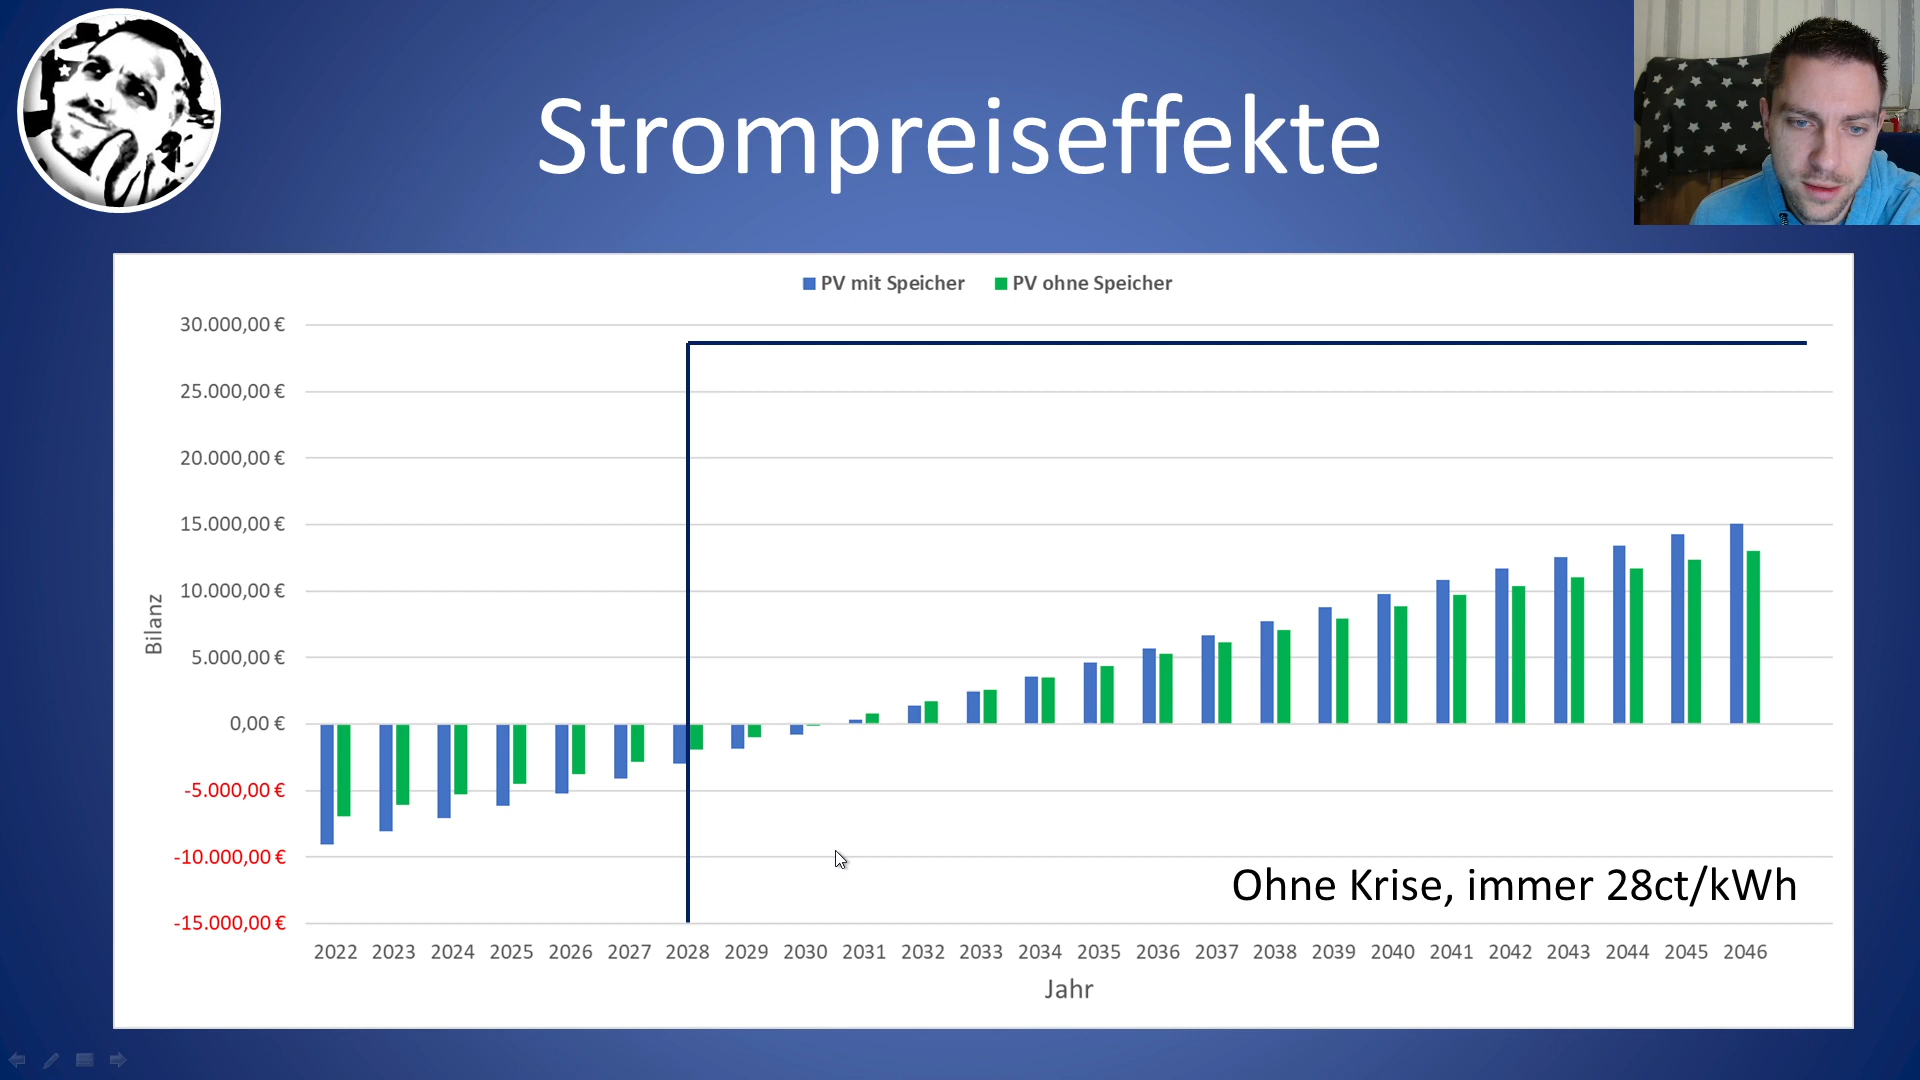 Strompreiseffekte
PV mit Speicher PV ohne Speicher
30.000,00 €
25.000,00 €
20.000,00 €
15.000,00 €
10.000,00 €
5.000,00 €
0,00 €
-5.000,00 €
-10.000,00 €
-15.000,00 €
Bilanz
Ohne Krise, immer 28ct/kWh
2022 2023 2024 2025 2026 2027 2028 2029 2030 2031 2032 2033 2034 2035 2036 2037 2038 2039 2040 2041 2042 2043 2044 2045 2046
Jahr